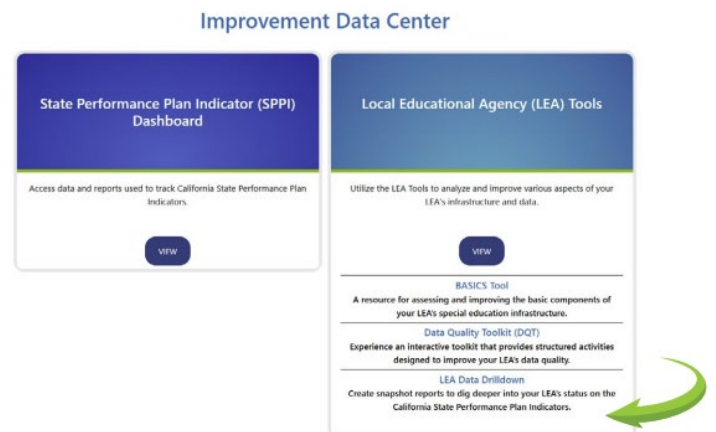 Improvement Data Center
State Performance Plan Indicator (SPPI)
Dashboard
Access data and reports used to track California State Performance Plan
Indicators.
VIEW
Local Educational Agency (LEA) Tools
Utilize the LEA Tools to analyze and improve various aspects of your
LEA's infrastructure and data.
VIEW
BASICS Tool
A resource for assessing and improving the basic components of
your LEA's special education infrastructure.
Data Quality Toolkit (DQT)
Experience an interactive toolkit that provides structured activities
designed to improve your LEA's data quality.
LEA Data Drilldown
Create snapshot reports to dig deeper into your LEA's status on the
California State Performance Plan Indicators.